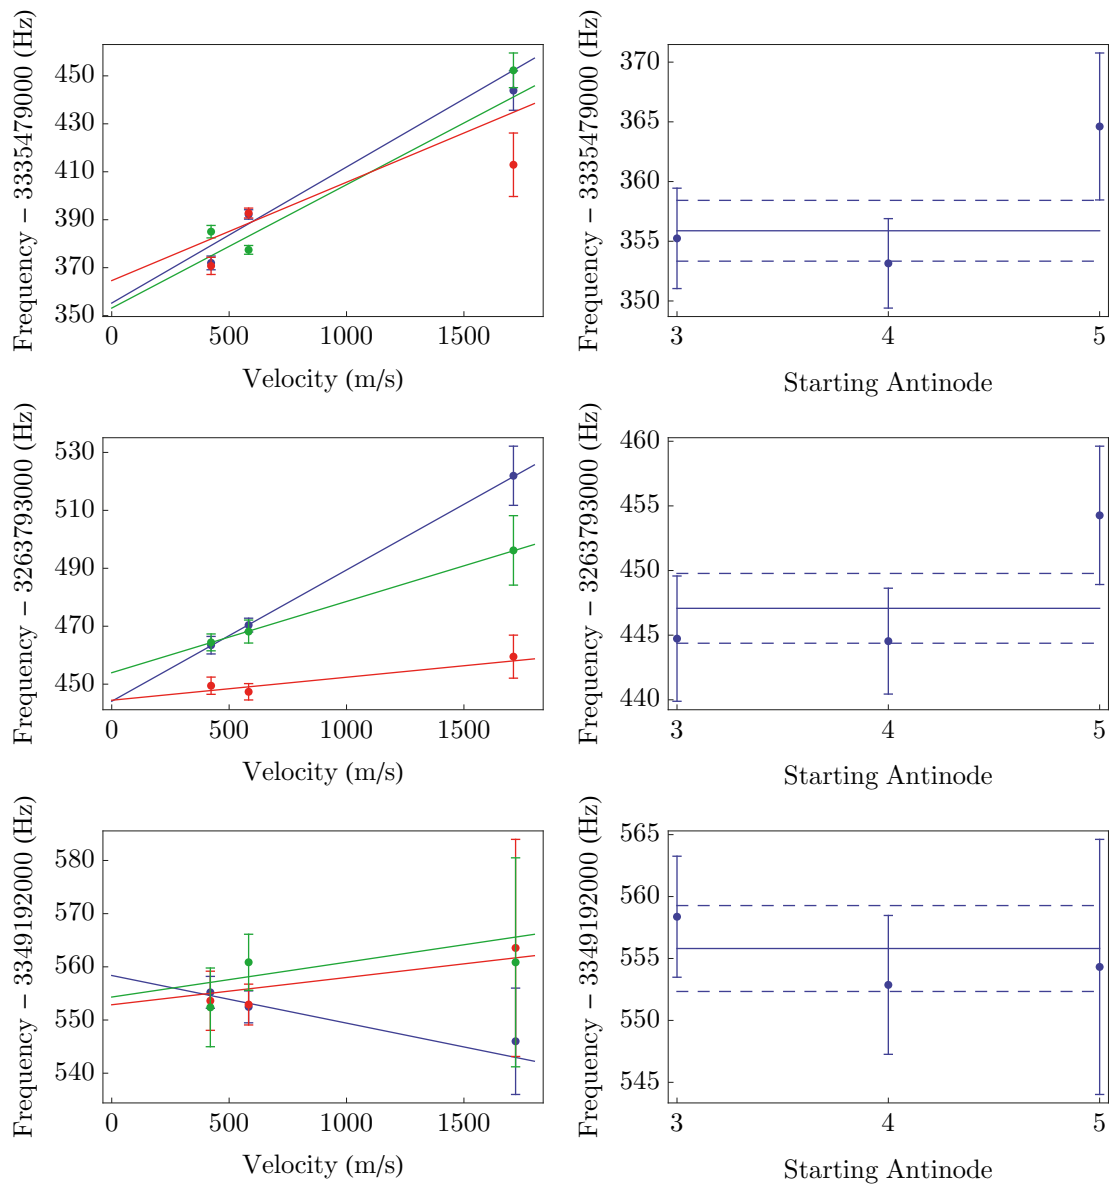 Frequency − 3335479000 (Hz)
450
430
410
390
370
350
0 500 1000 1500
Velocity (m/s)
Frequency − 3335479000 (Hz)
370
365
360
355
350
3 4 5
Starting Antinode
Frequency − 3263793000 (Hz)
530
510
490
470
450
0 500 1000 1500
Velocity (m/s)
Frequency − 3263793000 (Hz)
460
455
450
445
440
3 4 5
Starting Antinode
Frequency − 3349192000 (Hz)
580
570
560
550
540
0 500 1000 1500
Velocity (m/s)
Frequency − 3349192000 (Hz)
565
560
555
550
545
3 4 5
Starting Antinode